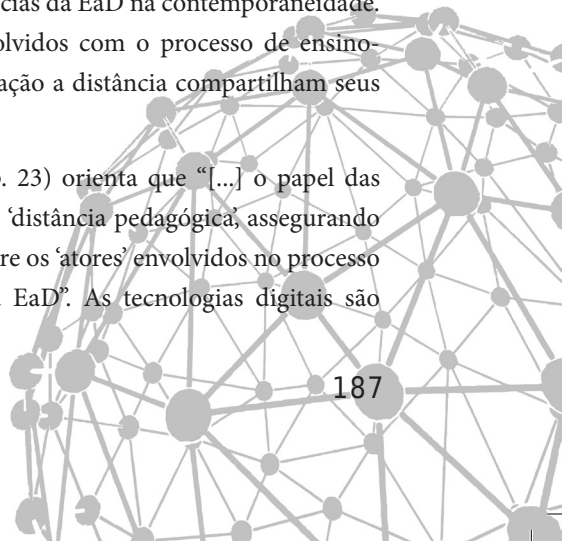 cias da EaD na contemporaneidade.
olvidos com o processo de ensino-
ação a distância compartilham seus
. 23) orienta que “[...] o papel das
‘distância pedagógica’, assegurando
re os ‘atores’ envolvidos no processo
EaD”. As tecnologias digitais são
187